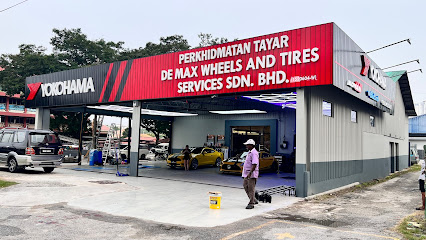 YOKOHAMA
PERKHIDMATAN TAYAR
DE MAX WHEELS AND TIRES
SERVICES SDN. BHD.